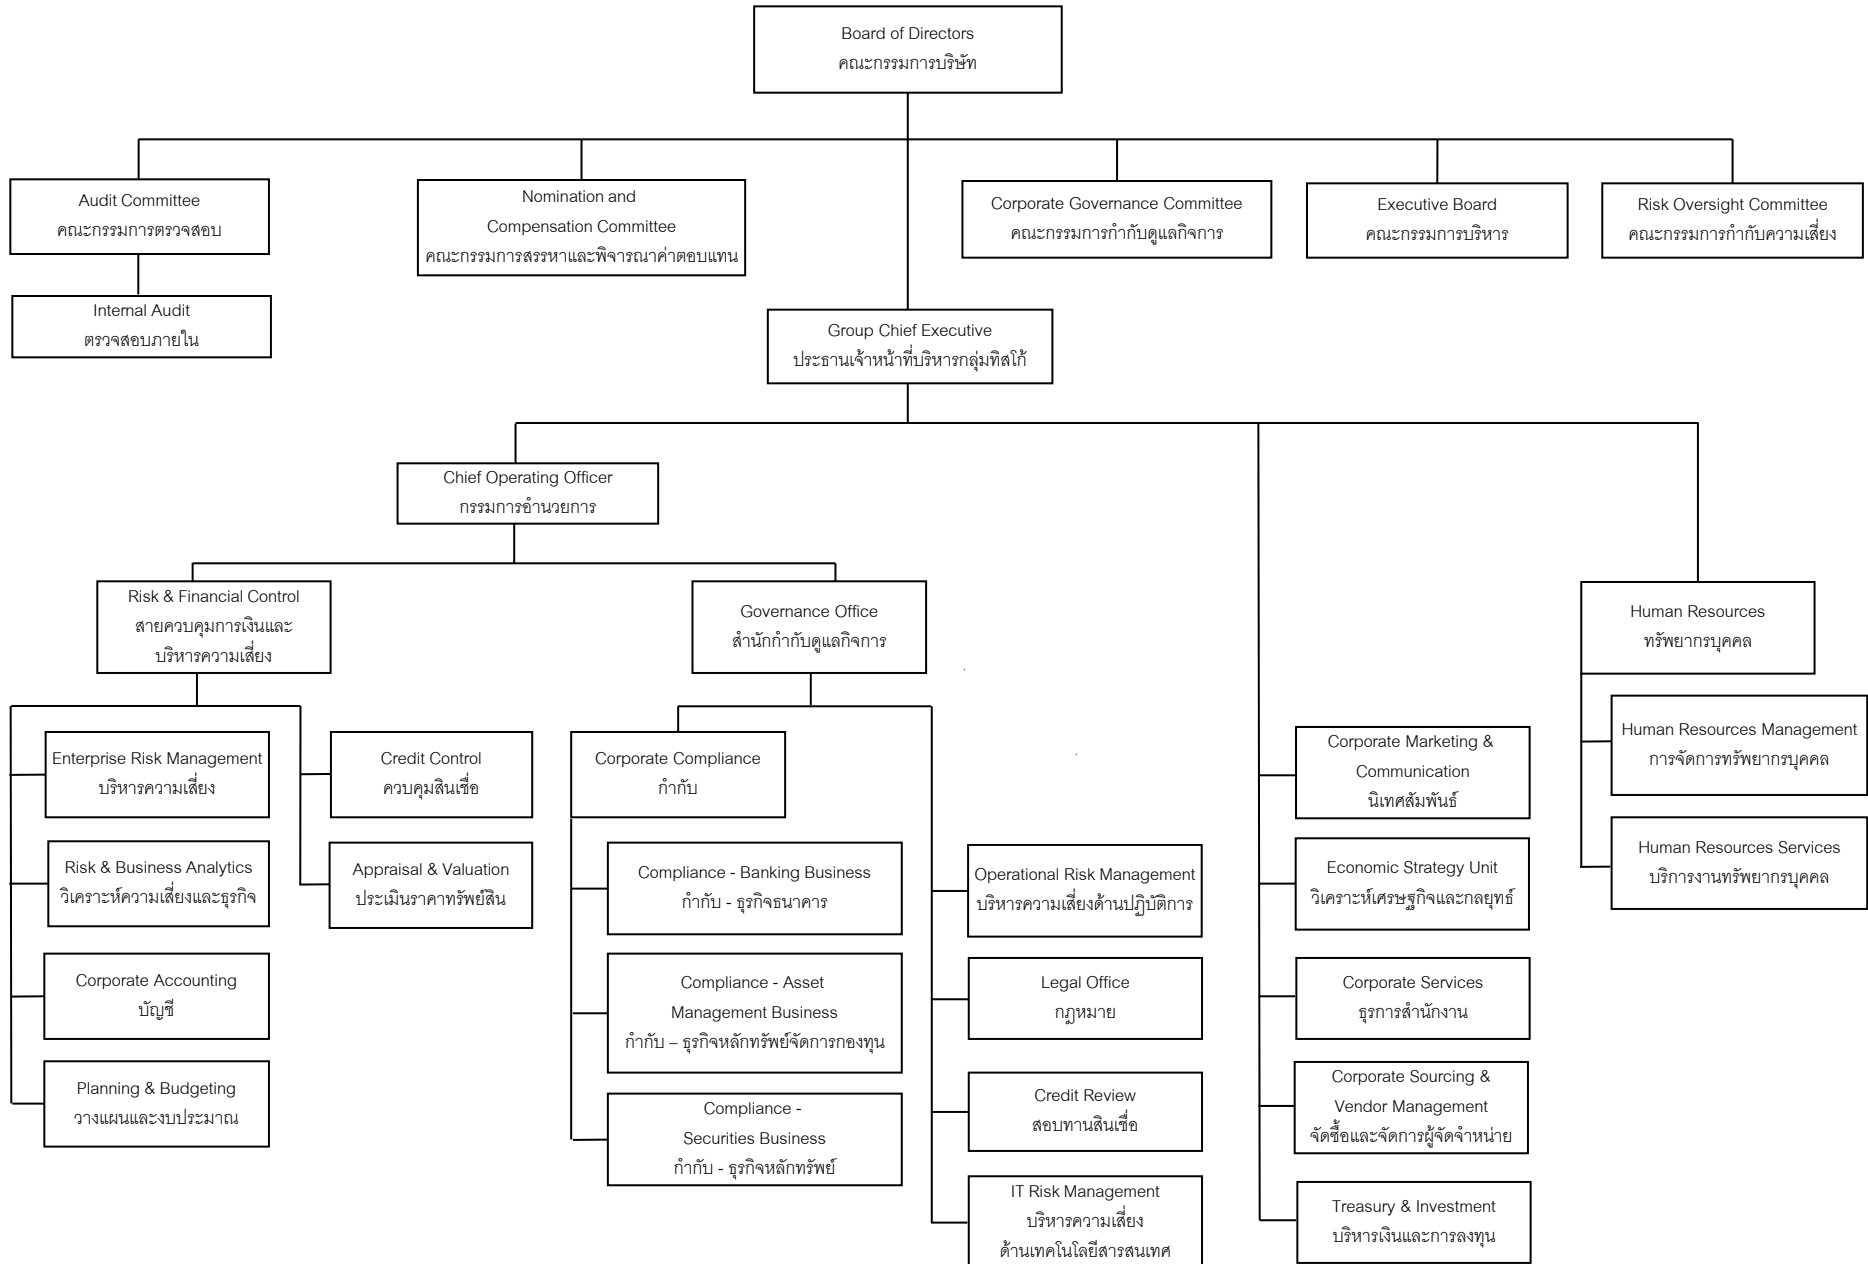 Board of Directors
คณะกรรมการบริษัท
Audit Committee
คณะกรรมการตรวจสอบ
Nomination and
Compensation Committee
คณะกรรมการสรรหาและพิจารณาค่าตอบแทน
Corporate Governance Committee
คณะกรรมการกำกับดูแลกิจการ
Executive Board
คณะกรรมการบริหาร
Risk Oversight Committee
คณะกรรมการกำกับความเสี่ยง
Internal Audit
ตรวจสอบภายใน
Group Chief Executive
ประธานเจ้าหน้าที่บริหารกลุ่มทิสโก้
Chief Operating Officer
กรรมการอำนวยการ
Risk & Financial Control
สายควบคุมการเงินและ
บริหารความเสี่ยง
Governance Office
สำนักกำกับดูแลกิจการ
Human Resources
ทรัพยากรบุคคล
Enterprise Risk Management
บริหารความเสี่ยง
Risk & Business Analytics
วิเคราะห์ความเสี่ยงและธุรกิจ
Corporate Accounting
บัญชี
Planning & Budgeting
วางแผนและงบประมาณ
Credit Control
ควบคุมสินเชื่อ
Appraisal & Valuation
ประเมินราคาทรัพย์สิน
Corporate Compliance
กำกับ
Compliance - Banking Business
กำกับ - ธุรกิจธนาคาร
Compliance - Asset
Management Business
กำกับ – ธุรกิจหลักทรัพย์จัดการกองทุน
Compliance -
Securities Business
กำกับ - ธุรกิจหลักทรัพย์
Operational Risk Management
บริหารความเสี่ยงด้านปฏิบัติการ
Legal Office
กฎหมาย
Credit Review
สอบทานสินเชื่อ
IT Risk Management
บริหารความเสี่ยง
ด้านเทคโนโลยีสารสนเทศ
Corporate Marketing &
Communication
นิเทศสัมพันธ์
Economic Strategy Unit
วิเคราะห์เศรษฐกิจและกลยุทธ์
Corporate Services
ธุรการสำนักงาน
Corporate Sourcing &
Vendor Management
จัดซื้อและจัดการผู้จัดจำหน่าย
Treasury & Investment
บริหารเงินและการลงทุน
Human Resources Management
การจัดการทรัพยากรบุคคล
Human Resources Services
บริการงานทรัพยากรบุคคล